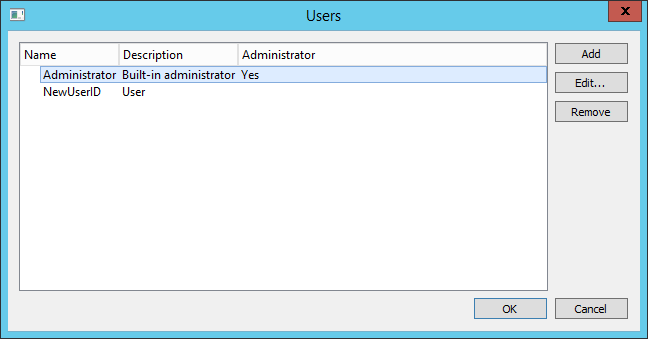 Users
x
Name Description Administrator
Administrator Built-in administrator Yes
NewUserID User
Add
Edit...
Remove
OK Cancel